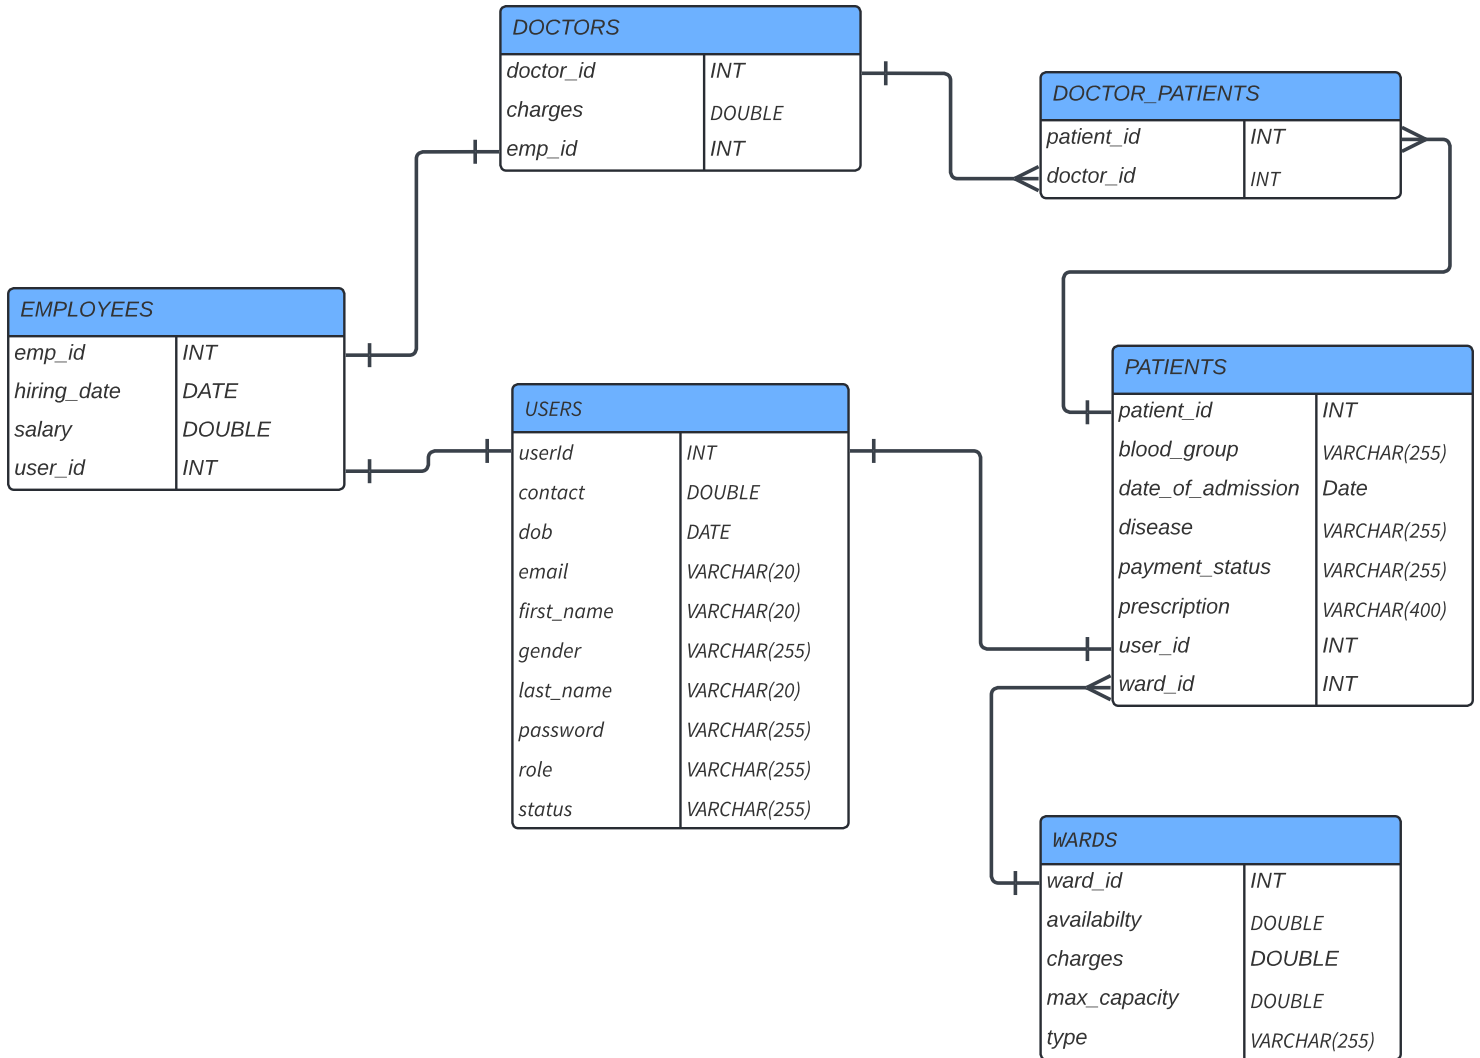 DOCTORS
doctor_id INT
charges DOUBLE
emp_id INT
DOCTOR_PATIENTS
patient_id INT
doctor_id INT
EMPLOYEES
emp_id INT
hiring_date DATE
salary DOUBLE
user_id INT
USERS
userId INT
contact DOUBLE
dob DATE
email VARCHAR(20)
first_name VARCHAR(20)
gender VARCHAR(255)
last_name VARCHAR(20)
password VARCHAR(255)
role VARCHAR(255)
status VARCHAR(255)
PATIENTS
patient_id INT
blood_group VARCHAR(255)
date_of_admission Date
disease VARCHAR(255)
payment_status VARCHAR(255)
prescription VARCHAR(400)
user_id INT
ward_id INT
WARDS
ward_id INT
availabilty DOUBLE
charges DOUBLE
max_capacity DOUBLE
type VARCHAR(255)